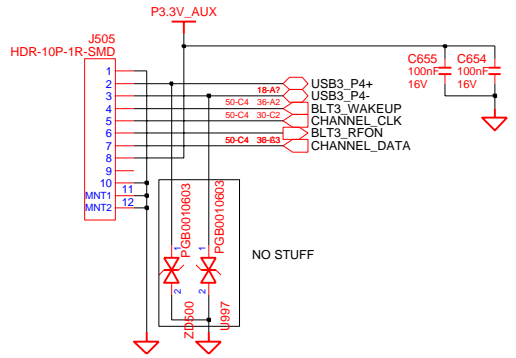 P3.3V_AUX
J505
HDR-10P-1R-SMD
1
2
3
4
5
6
7
8
9
10
MNT1 11
MNT2 12
C655
100nF
16V
C654
100nF
16V
USB3_P4+
18-A? USB3_P4-
50-C4 36-A2 BLT3_WAKEUP
50-C4 30-C2 CHANNEL_CLK
BLT3_RFON
50-C4 CHANNEL_DATA
PGB0010603
1
2
ZD500
PGB0010603
1
2
U997
NO STUFF